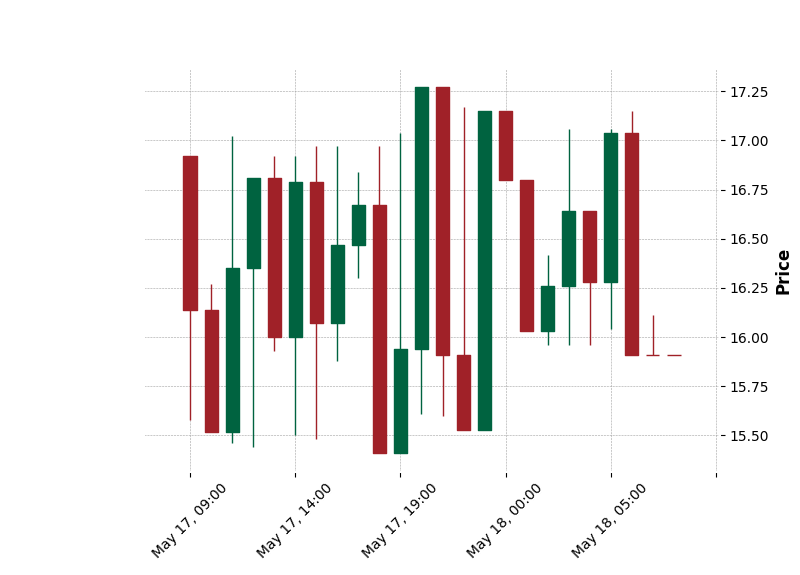 17.25
17.00
16.75
16.50
16.25
16.00
15.75
15.50
Price
May 17, 09:00
May 17, 14:00
May 17, 19:00
May 18, 00:00
May 18, 05:00